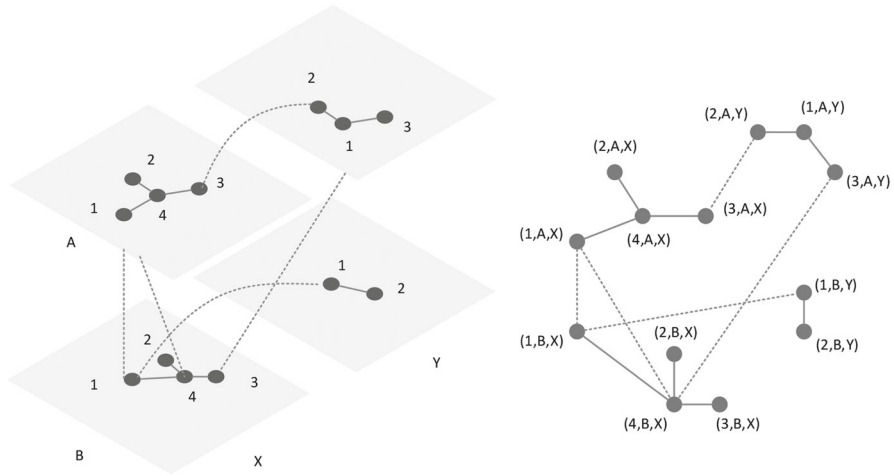 2
1
3
2
3
1
4
A
1
2
2
1
4
3
Y
B
X
(1,A,Y)
(2,A,Y)
(2,A,X)
(3,A,Y)
(3,A,X)
(4,A,X)
(1,A,X)
(1,B,Y)
(1,B,X)
(2,B,X)
(2,B,Y)
(4,B,X)
(3,B,X)